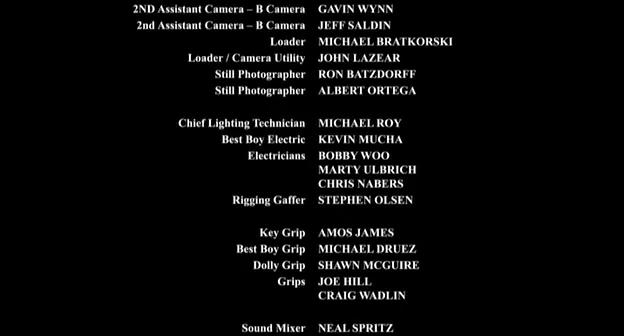 2ND Assistant Camera – B Camera GAVIN WYNN
2nd Assistant Camera – B Camera JEFF SALDIN
Loader MICHAEL BRATKORSKI
Loader / Camera Utility JOHN LAZEAR
Still Photographer RON BATZDORFF
Still Photographer ALBERT ORTEGA
Chief Lighting Technician MICHAEL ROY
Best Boy Electric KEVIN MUCHA
Electricians BOBBY WOO
MARTY ULBRICH
CHRIS NABERS
Rigging Gaffer STEPHEN OLSEN
Key Grip AMOS JAMES
Best Boy Grip MICHAEL DRUEZ
Dolly Grip SHAWN MCGUIRE
Grips JOE HILL
CRAIG WADLIN
Sound Mixer NEAL SPRITZ